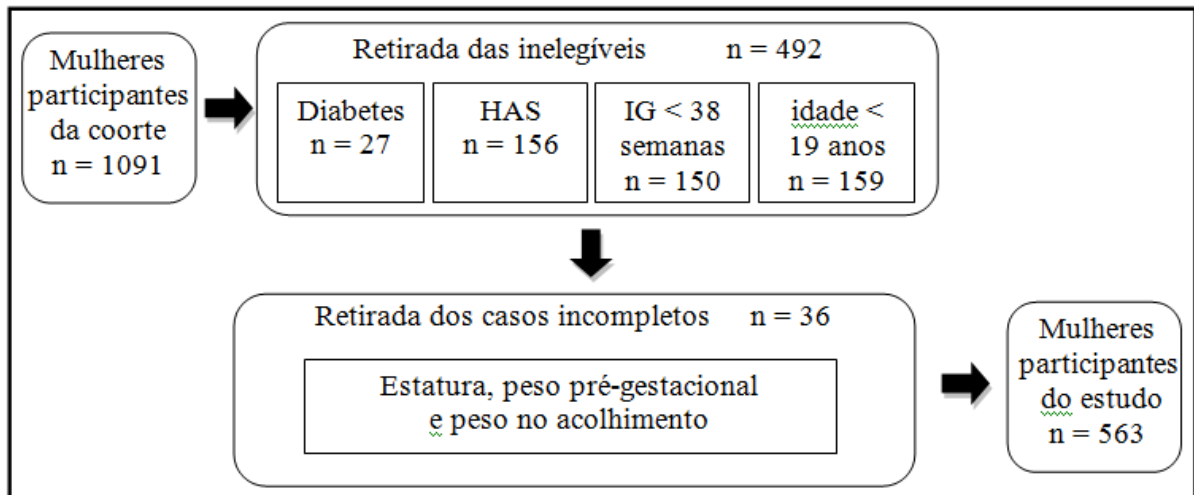 Mulheres
participantes
da coorte
n = 1091
Retirada das inelegíveis n = 492
Diabetes
n = 27
HAS
n = 156
IG < 38
semanas
n = 150
idade <
19 anos
n = 159
Retirada dos casos incompletos n = 36
Estatura, peso pré-gestacional
e peso no acolhimento
Mulheres
participantes
do estudo
n = 563